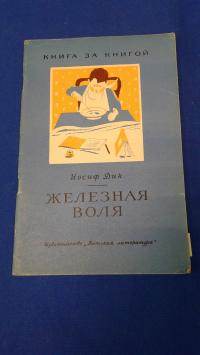 КНИГА ЗА КНИГОЙ
Иосиф Дик
ЖЕЛЕЗНАЯ
ВОЛЯ
Издательство „Детская литература“